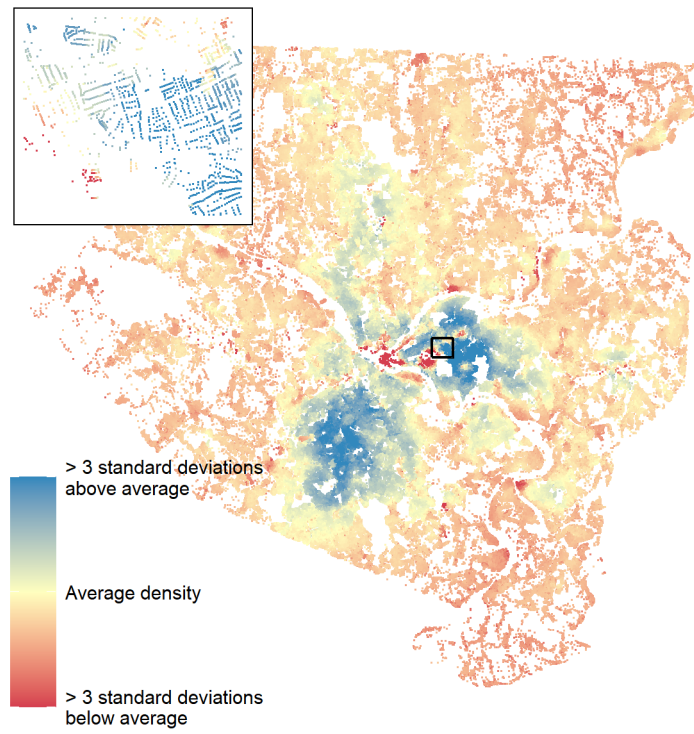 > 3 standard deviations
above average
Average density
> 3 standard deviations
below average